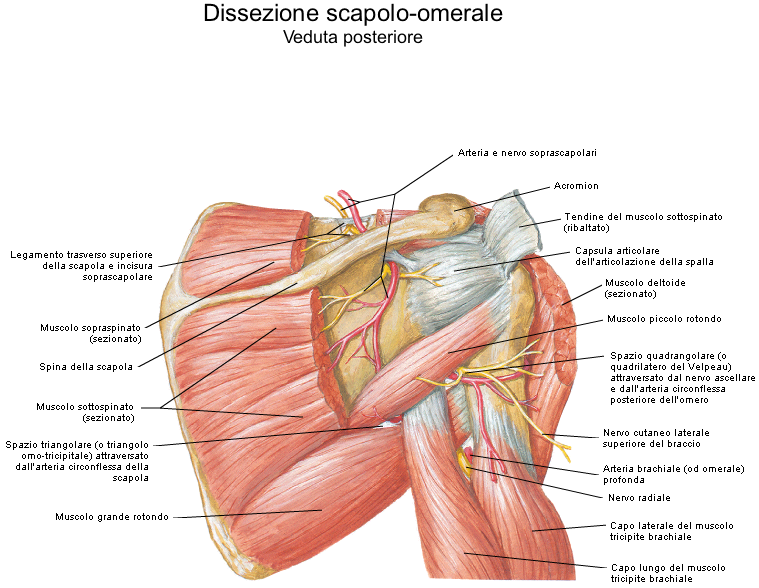 Dissezione scapolo-omerale
Veduta posteriore
Arteria e nervo soprascapolari
Acromion
Tendine del muscolo sottospinato
(ribaltato)
Capsula articolare
dell'articolazione della spalla
Muscolo deltoide
(sezionato)
Muscolo piccolo rotondo
Spazio quadrangolare (o
quadrilatero del Velpeau)
attraversato dal nervo ascellare
e dall'arteria circonflessa
posteriore dell'omero
Nervo cutaneo laterale
superiore del braccio
Arteria brachiale (od omerale)
profonda
Nervo radiale
Capo laterale del muscolo
tricipite brachiale
Capo lungo del muscolo
tricipite brachiale
Legamento trasverso superiore
della scapola e incisura
soprascapolare
Muscolo sopraspinato
(sezionato)
Spina della scapola
Muscolo sottospinato
(sezionato)
Spazio triangolare (o triangolo
omo-tricipitale) attraversato
dall'arteria circonflessa della
scapola
Muscolo grande rotondo